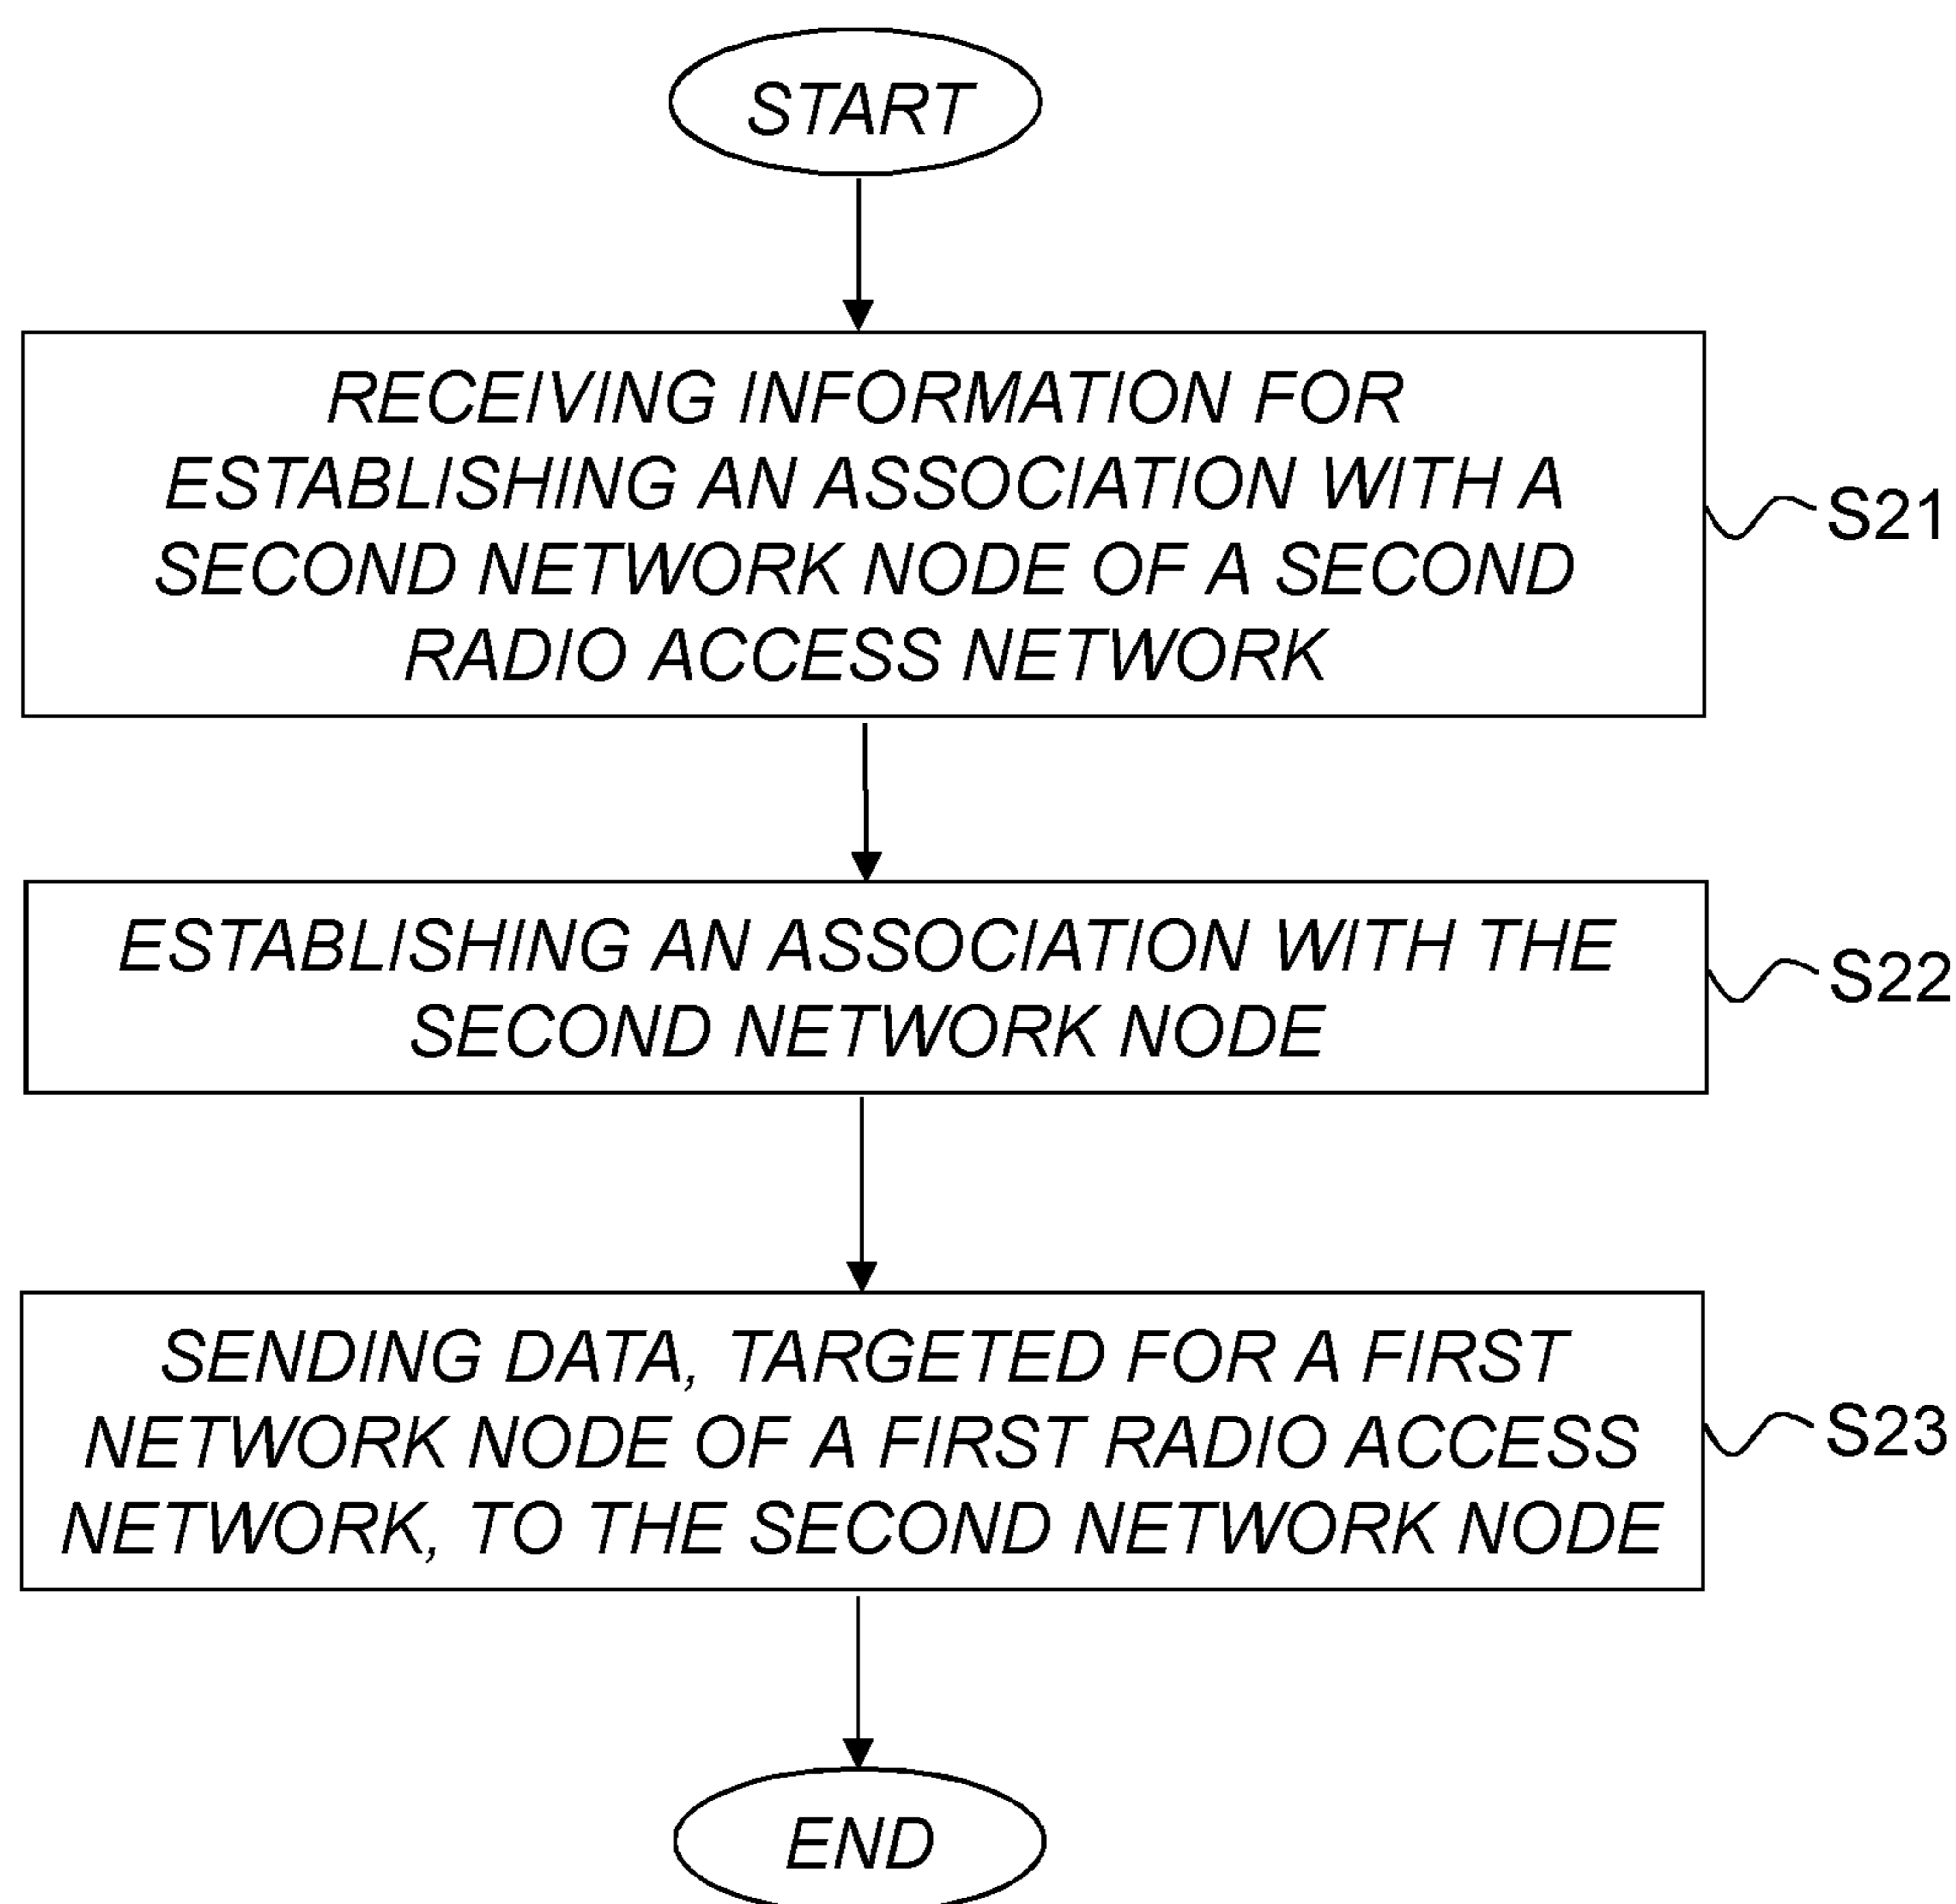 START
RECEIVING INFORMATION FOR
ESTABLISHING AN ASSOCIATION WITH A
SECOND NETWORK NODE OF A SECOND
RADIO ACCESS NETWORK
S21
ESTABLISHING AN ASSOCIATION WITH THE
SECOND NETWORK NODE
S22
SENDING DATA, TARGETED FOR A FIRST
NETWORK NODE OF A FIRST RADIO ACCESS
NETWORK, TO THE SECOND NETWORK NODE
S23
END